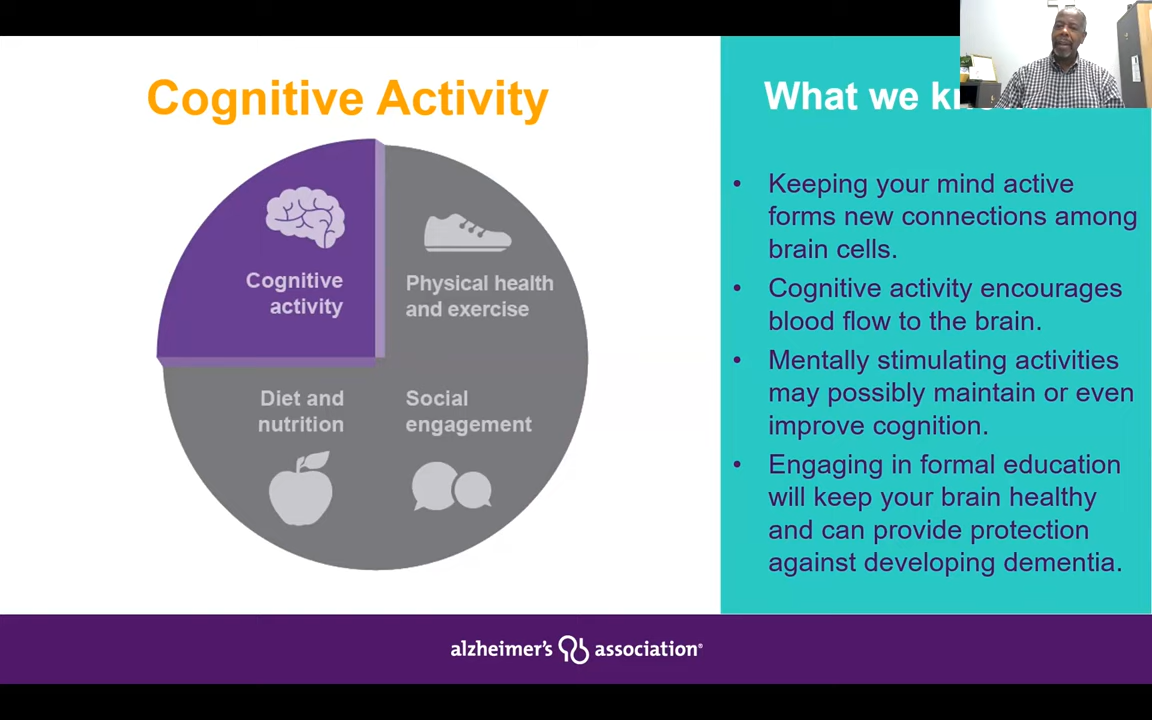 Cognitive Activity
What we
Cognitive
activity
Physical health
and exercise
Diet and
nutrition
Social
engagement
• Keeping your mind active
forms new connections among
brain cells.
• Cognitive activity encourages
blood flow to the brain.
• Mentally stimulating activities
may possibly maintain or even
improve cognition.
• Engaging in formal education
will keep your brain healthy
and can provide protection
against developing dementia.
alzheimer's association®